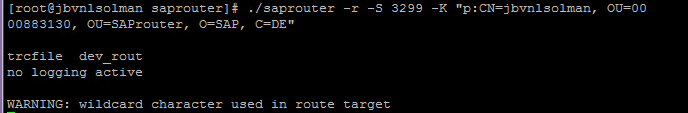 [root@jbvnlsolman saprouter]# ./saprouter -r -S 3299 -K "p:CN=jbvnlsolman, OU=00
00883130, OU=SAProuter, O=SAP, C=DE"
trcfile  dev_rout
no logging active
WARNING: wildcard character used in route target